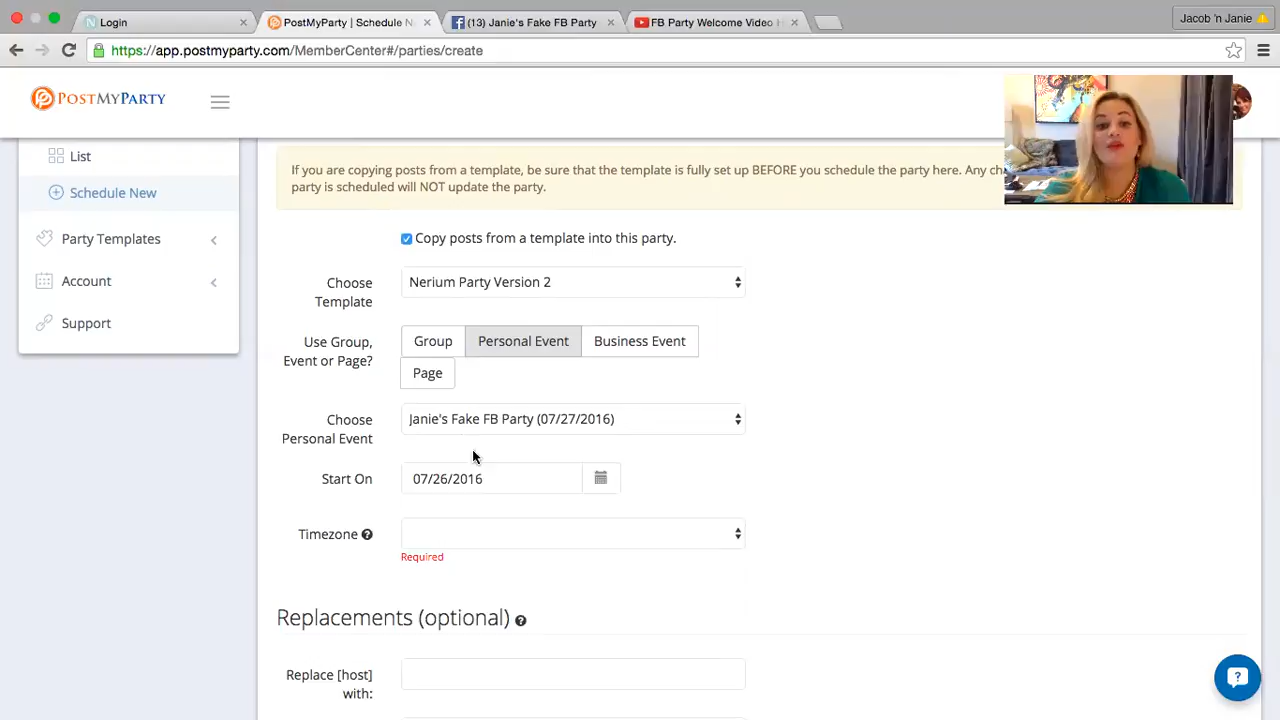 Login
PostMyParty | Schedule N
(13) Janie's Fake FB Party
FB Party Welcome Video H
Jacob 'n Janie
https://app.postmyparty.com/MemberCenter#/parties/create
POSTMYPARTY
List
Schedule New
Party Templates
Account
Support
If you are copying posts from a template, be sure that the template is fully set up BEFORE you schedule the party here. Any ch
party is scheduled will NOT update the party.
Copy posts from a template into this party.
Choose
Template
Nerium Party Version 2
Use Group,
Event or Page?
Group
Personal Event
Business Event
Page
Choose
Personal Event
Janie's Fake FB Party (07/27/2016)
Start On
07/26/2016
Timezone
Required
Replacements (optional)
Replace [host]
with: